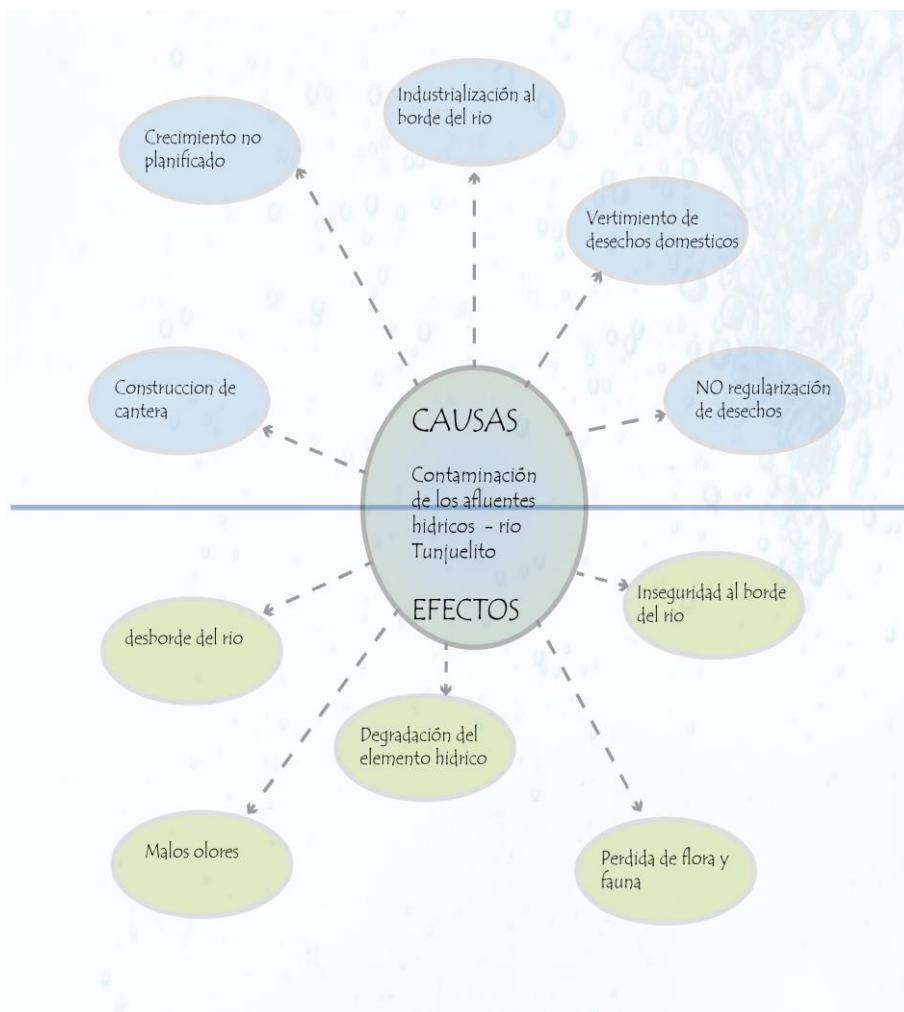 Industrialización al
borde del rio
Crecimiento no
planificado
Vertimiento de
desechos domesticos
Construccion de
cantera
NO regularización
de desechos
CAUSAS
Contaminación
de los afluentes
hidricos - rio
Tunjuelito
EFECTOS
Inseguridad al borde
del rio
desborde del rio
Degradación del
elemento hidrico
Malos olores
Perdida de flora y
fauna